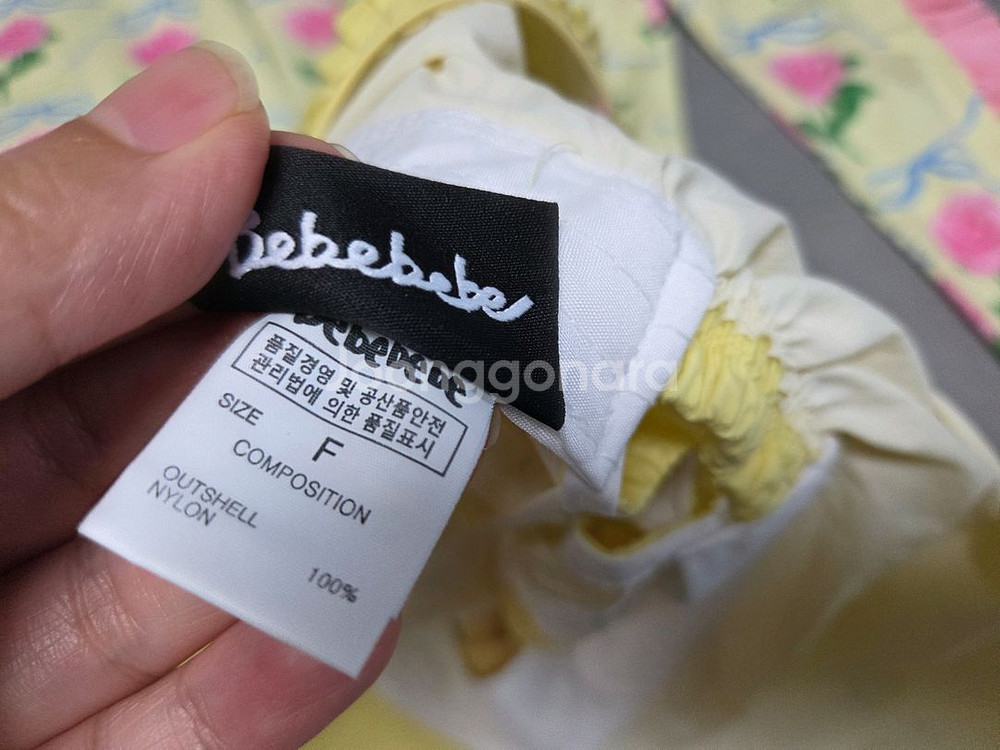 Bebebebe
Bebebebe
품질경영 및 공산품안전
관리법에 의한 품질표시
SIZE
F
COMPOSITION
OUTSHELL
NYLON
100%